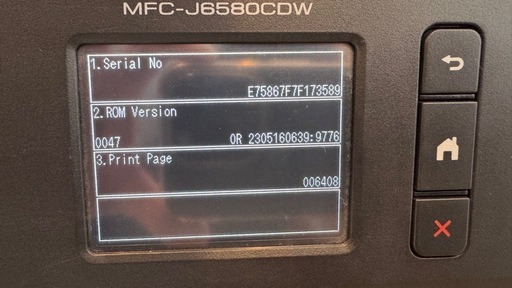 MFC-J6580CDW
1.Serial No
E75867F7F173589
2.ROM Version
0047 OR 2305160639:9776
3.Print Page
006408